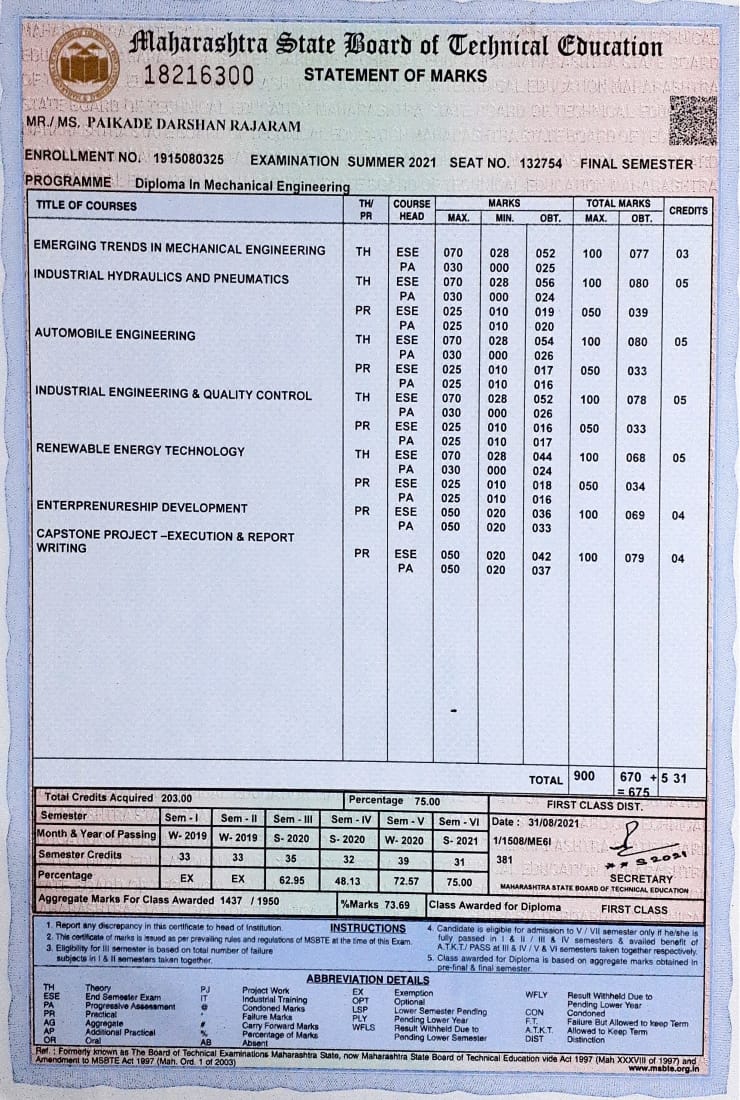 Maharashtra State Board of Technical Education
18216300 STATEMENT OF MARKS
MR./ MS. PAIKADE DARSHAN RAJARAM
ENROLLMENT NO. 1915080325 EXAMINATION SUMMER 2021 SEAT NO. 132754 FINAL SEMESTER
PROGRAMME Diploma In Mechanical Engineering
TITLE OF COURSES TH/ PR COURSE HEAD MARKS MAX. MIN. OBT. TOTAL MARKS MAX. OBT. CREDITS
EMERGING TRENDS IN MECHANICAL ENGINEERING TH ESE 070 028 052 100 077 03
PA 030 000 025
INDUSTRIAL HYDRAULICS AND PNEUMATICS TH ESE 070 028 056 100 080 05
PA 030 000 024
PR ESE 025 010 019 050 039
PA 025 010 020
AUTOMOBILE ENGINEERING TH ESE 070 028 054 100 080 05
PA 030 000 026
PR ESE 025 010 017 050 033
PA 025 010 016
INDUSTRIAL ENGINEERING & QUALITY CONTROL TH ESE 070 028 052 100 078 05
PA 030 000 026
PR ESE 025 010 016 050 033
PA 025 010 017
RENEWABLE ENERGY TECHNOLOGY TH ESE 070 028 044 100 068 05
PA 030 000 024
PR ESE 025 010 018 050 034
PA 025 010 016
ENTERPRENURESHIP DEVELOPMENT PR ESE 050 020 036 100 069 04
PA 050 020 033
CAPSTONE PROJECT –EXECUTION & REPORT
WRITING PR ESE 050 020 042 100 079 04
PA 050 020 037
-
TOTAL 900 670 +5 31
= 675
Total Credits Acquired 203.00 Percentage 75.00 FIRST CLASS DIST.
Semester Sem - I Sem - II Sem - III Sem - IV Sem - V Sem - VI Date : 31/08/2021
Month & Year of Passing W- 2019 W- 2019 S- 2020 S- 2020 W- 2020 S- 2021 1/1508/ME6I
Semester Credits 33 33 35 32 39 31 381
Percentage EX EX 62.95 48.13 72.57 75.00
** S2021
SECRETARY
MAHARASHTRA STATE BOARD OF TECHNICAL EDUCATION
Aggregate Marks For Class Awarded 1437 / 1950 %Marks 73.69 Class Awarded for Diploma FIRST CLASS
INSTRUCTIONS
1. Report any discrepancy in this certificate to head of Institution.
2. This certificate of marks is issued as per prevailing rules and regulations of MSBTE at the time of this Exam.
3. Eligibility for III semester is based on total number of failure
subjects in I & II semesters taken together.
4. Candidate is eligible for admission to V / VII semester only if he/she is
fully passed in I & II / III & IV semesters & availed benefit of
A.T.K.T./ PASS at III & IV / V & VI semesters taken together respectively.
5. Class awarded for Diploma is based on aggregate marks obtained in
pre-final & final semester.
ABBREVIATION DETAILS
TH Theory
ESE End Semester Exam
PA Progressive Assessment
PR Practical
AG Aggregate
AP Additional Practical
OR Oral
PJ Project Work
IT Industrial Training
@ Condoned Marks
* Failure Marks
# Carry Forward Marks
% Percentage of Marks
AB Absent
EX Exemption
OPT Optional
LSP Lower Semester Pending
PLY Pending Lower Year
WFLS Result Withheld Due to
Pending Lower Semester
WFLY Result Withheld Due to
Pending Lower Year
CON Condoned
F.T. Failure But Allowed to keep Term
A.T.K.T. Allowed to Keep Term
DIST Distinction
Ref. : Formerly known as The Board of Technical Examinations Maharashtra State, now Maharashtra State Board of Technical Education vide Act 1997 (Mah XXXVIII of 1997) and
Amendment to MSBTE Act 1997 (Mah. Ord. 1 of 2003)
www.msbte.org.in